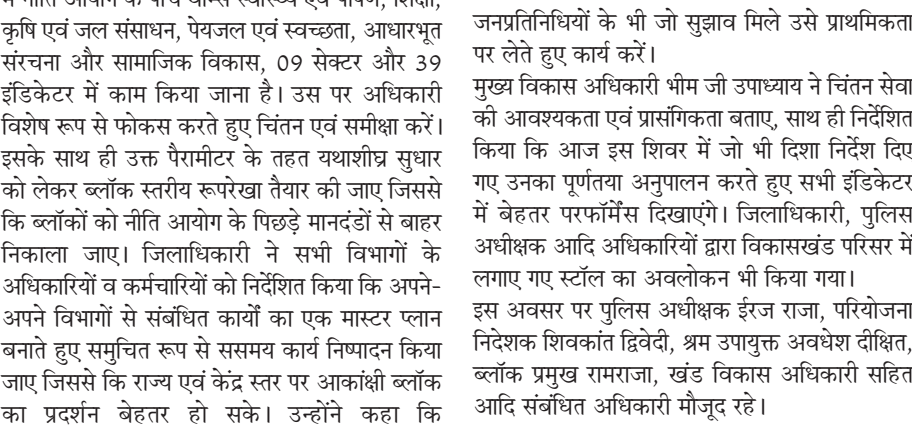 में नीति आयोग के पांच थीम्स स्वास्थ्य एवं पोषण, शिक्षा,
कृषि एवं जल संसाधन, पेयजल एवं स्वच्छता, आधारभूत
संरचना और सामाजिक विकास, 09 सेक्टर और 39
इंडिकेटर में काम किया जाना है। उस पर अधिकारी
विशेष रूप से फोकस करते हुए चिंतन एवं समीक्षा करें।
इसके साथ ही उक्त पैरामीटर के तहत यथाशीघ्र सुधार
को लेकर ब्लॉक स्तरीय रूपरेखा तैयार की जाए जिससे
कि ब्लॉकों को नीति आयोग के पिछड़े मानदंडों से बाहर
निकाला जाए। जिलाधिकारी ने सभी विभागों के
अधिकारियों व कर्मचारियों को निर्देशित किया कि अपने-
अपने विभागों से संबंधित कार्यों का एक मास्टर प्लान
बनाते हुए समुचित रूप से ससमय कार्य निष्पादन किया
जाए जिससे कि राज्य एवं केंद्र स्तर पर आकांक्षी ब्लॉक
का प्रदर्शन बेहतर हो सके। उन्होंने कहा कि
जनप्रतिनिधियों के भी जो सुझाव मिले उसे प्राथमिकता
पर लेते हुए कार्य करें।
मुख्य विकास अधिकारी भीम जी उपाध्याय ने चिंतन सेवा
की आवश्यकता एवं प्रासंगिकता बताए, साथ ही निर्देशित
किया कि आज इस शिवर में जो भी दिशा निर्देश दिए
गए उनका पूर्णतया अनुपालन करते हुए सभी इंडिकेटर
में बेहतर परफॉर्मेंस दिखाएंगे। जिलाधिकारी, पुलिस
अधीक्षक आदि अधिकारियों द्वारा विकासखंड परिसर में
लगाए गए स्टॉल का अवलोकन भी किया गया।
इस अवसर पर पुलिस अधीक्षक ईरज राजा, परियोजना
निदेशक शिवकांत द्विवेदी, श्रम उपायुक्त अवधेश दीक्षित,
ब्लॉक प्रमुख रामराजा, खंड विकास अधिकारी सहित
आदि संबंधित अधिकारी मौजूद रहे।